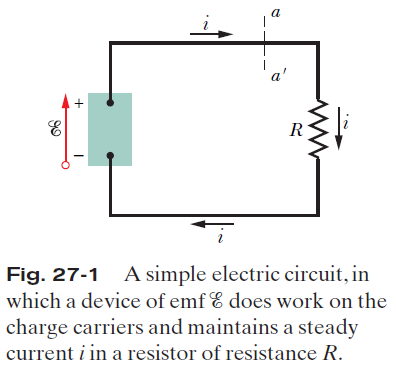 a
i
a'
+
ℰ
R
i
–
i
Fig. 27-1 A simple electric circuit, in
which a device of emf ℰ does work on the
charge carriers and maintains a steady
current i in a resistor of resistance R.